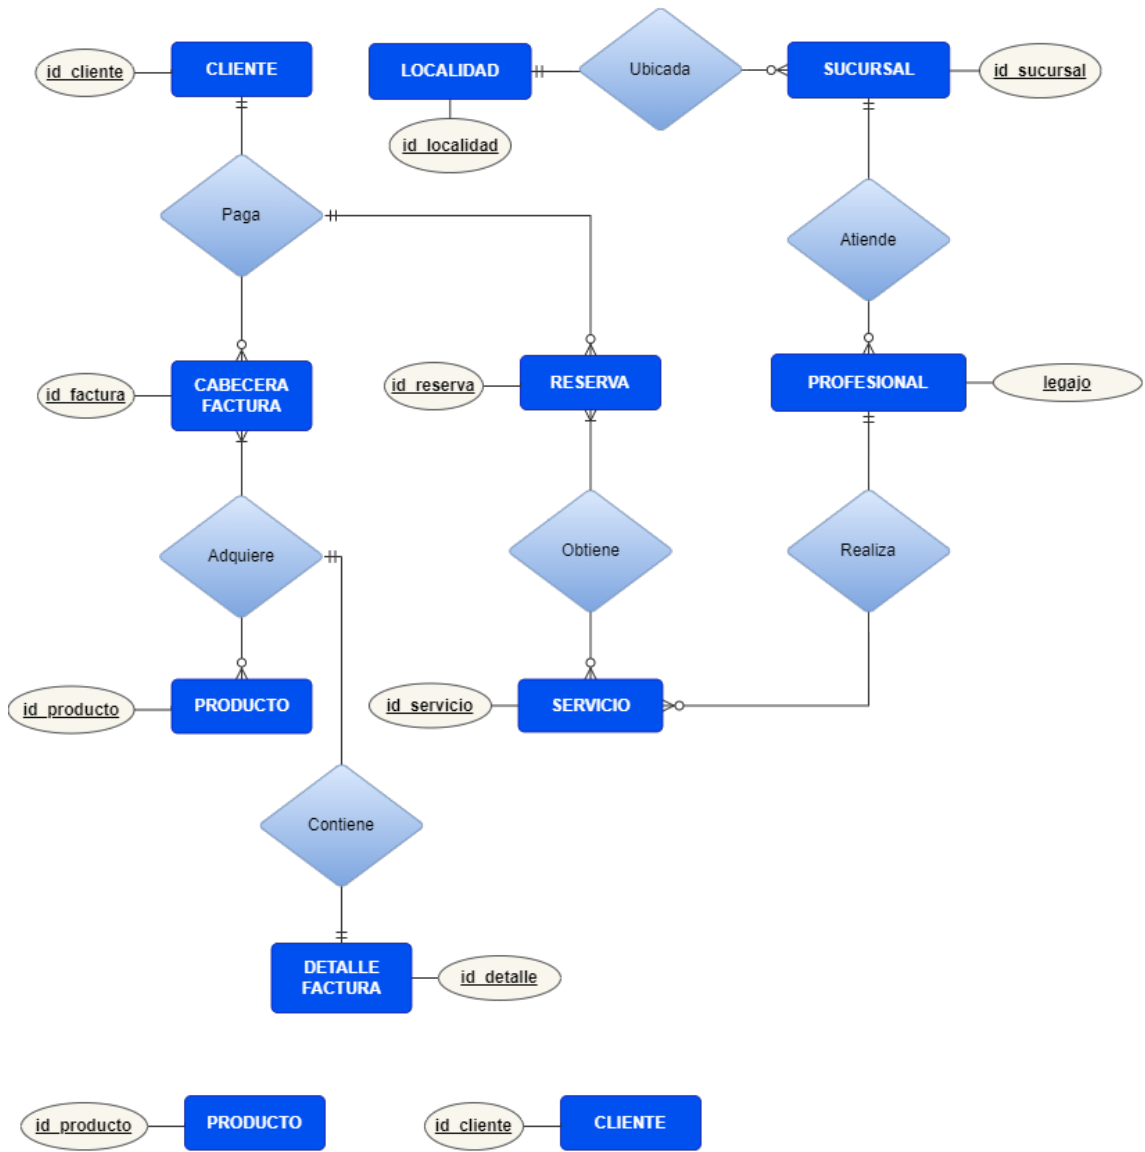 id_cliente
CLIENTE
LOCALIDAD
Ubicada
SUCURSAL
id_sucursal
id_localidad
Paga
Atiende
id_factura
CABECERA
FACTURA
id_reserva
RESERVA
PROFESIONAL
legajo
Adquiere
Obtiene
Realiza
id_producto
PRODUCTO
id_servicio
SERVICIO
Contiene
DETALLE
FACTURA
id_detalle
id_producto
PRODUCTO
id_cliente
CLIENTE